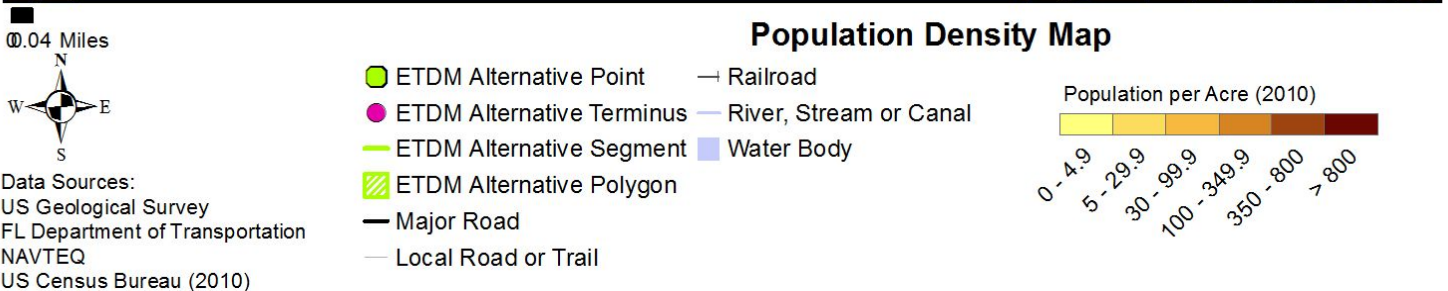 Population Density Map
00.04 Miles
N
W E
S
Data Sources:
US Geological Survey
FL Department of Transportation
NAVTEQ
US Census Bureau (2010)
ETDM Alternative Point
ETDM Alternative Terminus
ETDM Alternative Segment
ETDM Alternative Polygon
Major Road
Local Road or Trail
Railroad
River, Stream or Canal
Water Body
Population per Acre (2010)
0 - 4.9
5 - 29.9
30 - 99.9
100 - 349.9
350 - 800
> 800